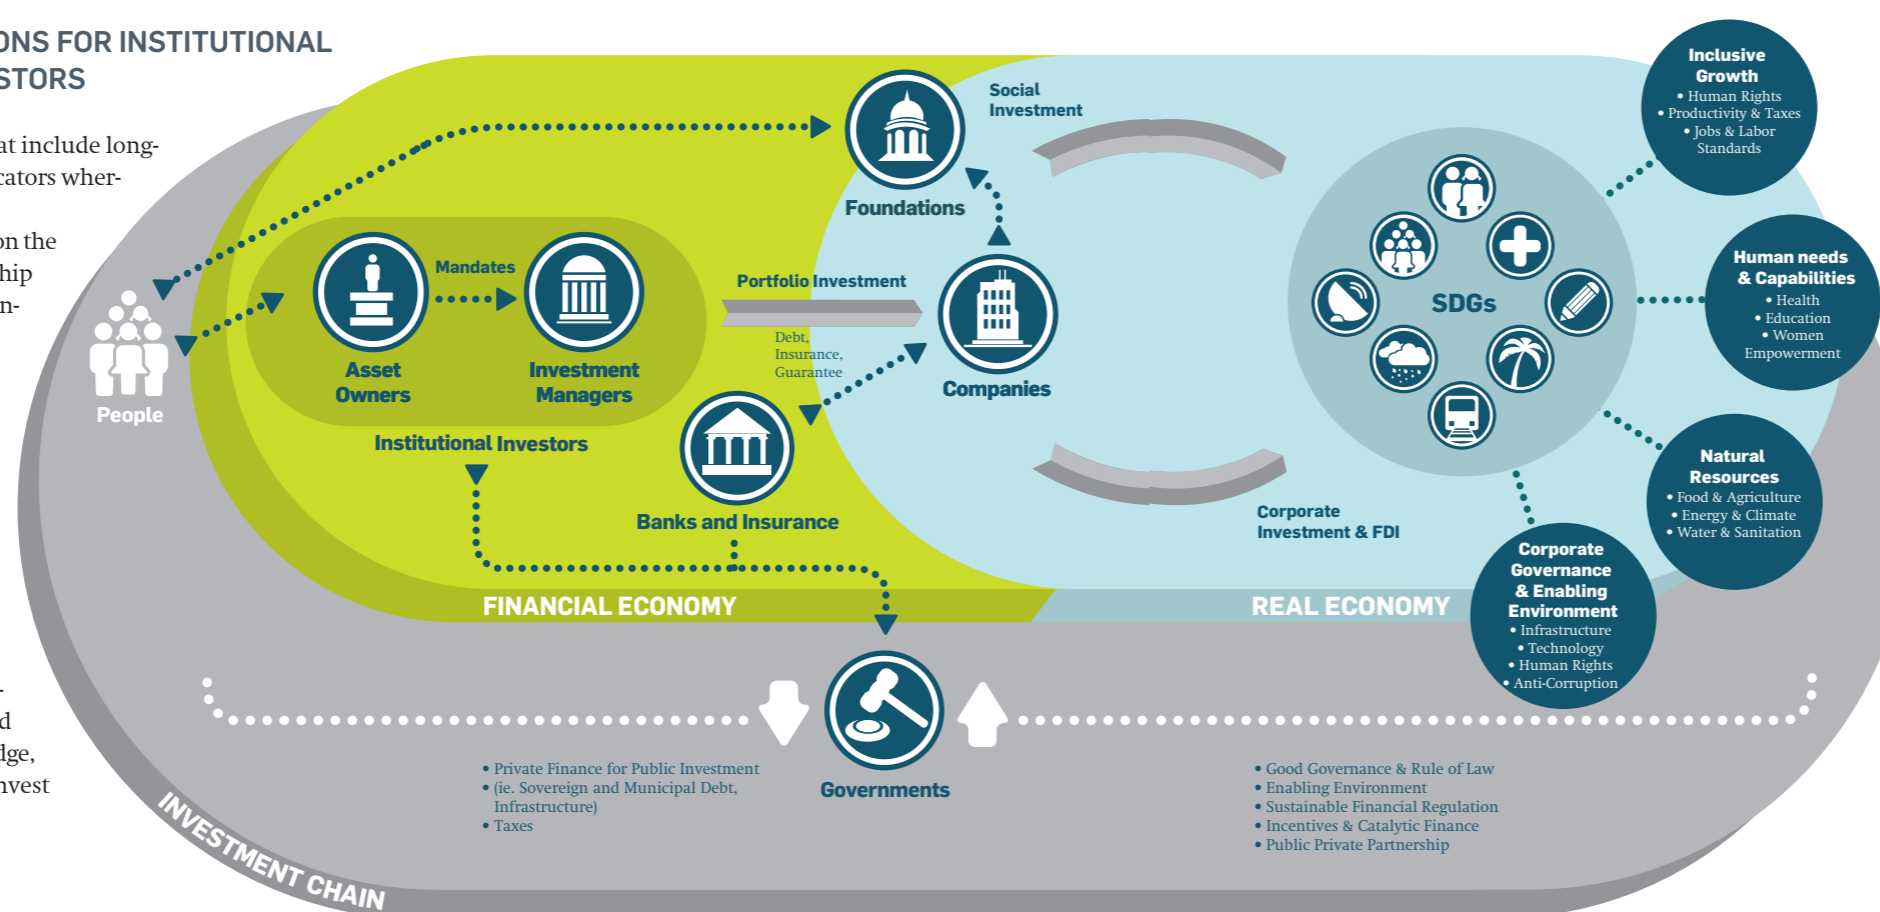 ONS FOR INSTITUTIONAL
STORS
at include long-
cators wher-
on the
hip
n-
d
dge,
nvest
People
Mandates
Asset
Owners
Investment
Managers
Institutional Investors
Foundations
Social
Investment
Portfolio Investment
Debt,
Insurance,
Guarantee
Companies
Banks and Insurance
Corporate
Investment & FDI
SDGs
Inclusive
Growth
• Human Rights
• Productivity & Taxes
• Jobs & Labor
Standards
Human needs
& Capabilities
• Health
• Education
• Women
Empowerment
Natural
Resources
• Food & Agriculture
• Energy & Climate
• Water & Sanitation
Corporate
Governance
& Enabling
Environment
• Infrastructure
• Technology
• Human Rights
• Anti-Corruption
FINANCIAL ECONOMY
REAL ECONOMY
Governments
• Private Finance for Public Investment
• (ie. Sovereign and Municipal Debt,
Infrastructure)
• Taxes
• Good Governance & Rule of Law
• Enabling Environment
• Sustainable Financial Regulation
• Incentives & Catalytic Finance
• Public Private Partnership
INVESTMENT CHAIN